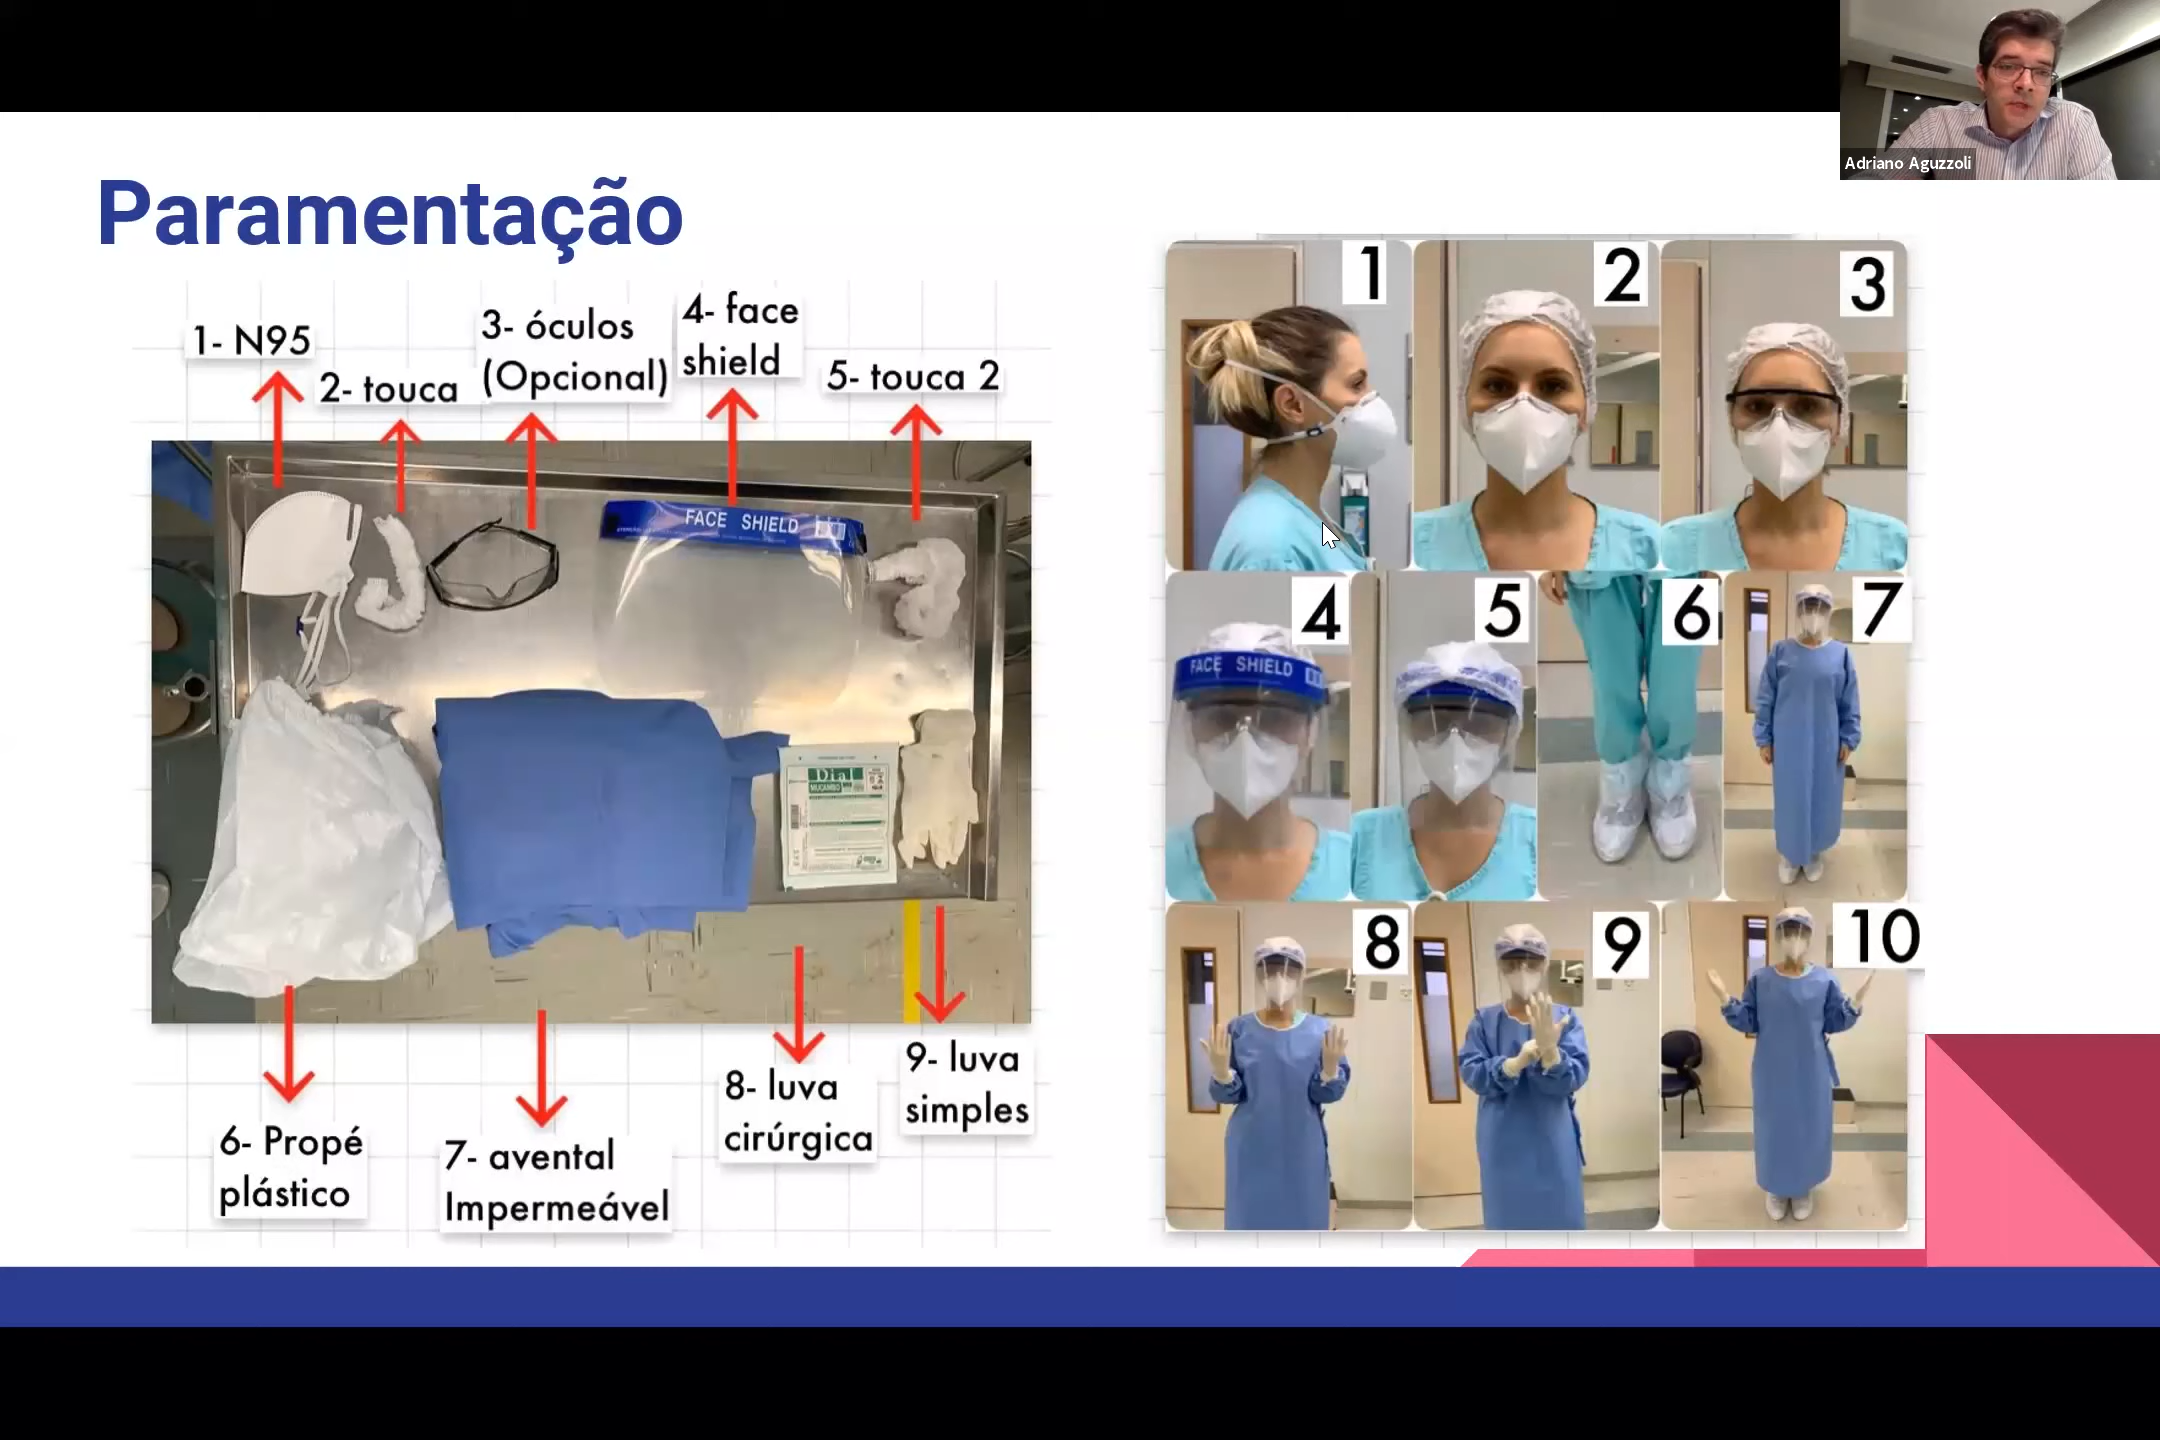 Adriano Aguzzoli
Paramentação
1- N95
2- touca
3- óculos
(Opcional)
4- face
shield
5- touca 2
FACE SHIELD
Dial
MUCAMBO
6- Propé
plástico
7- avental
Impermeável
8- luva
cirúrgica
9- luva
simples
1
2
3
4
FACE SHIELD
5
6
7
8
9
10